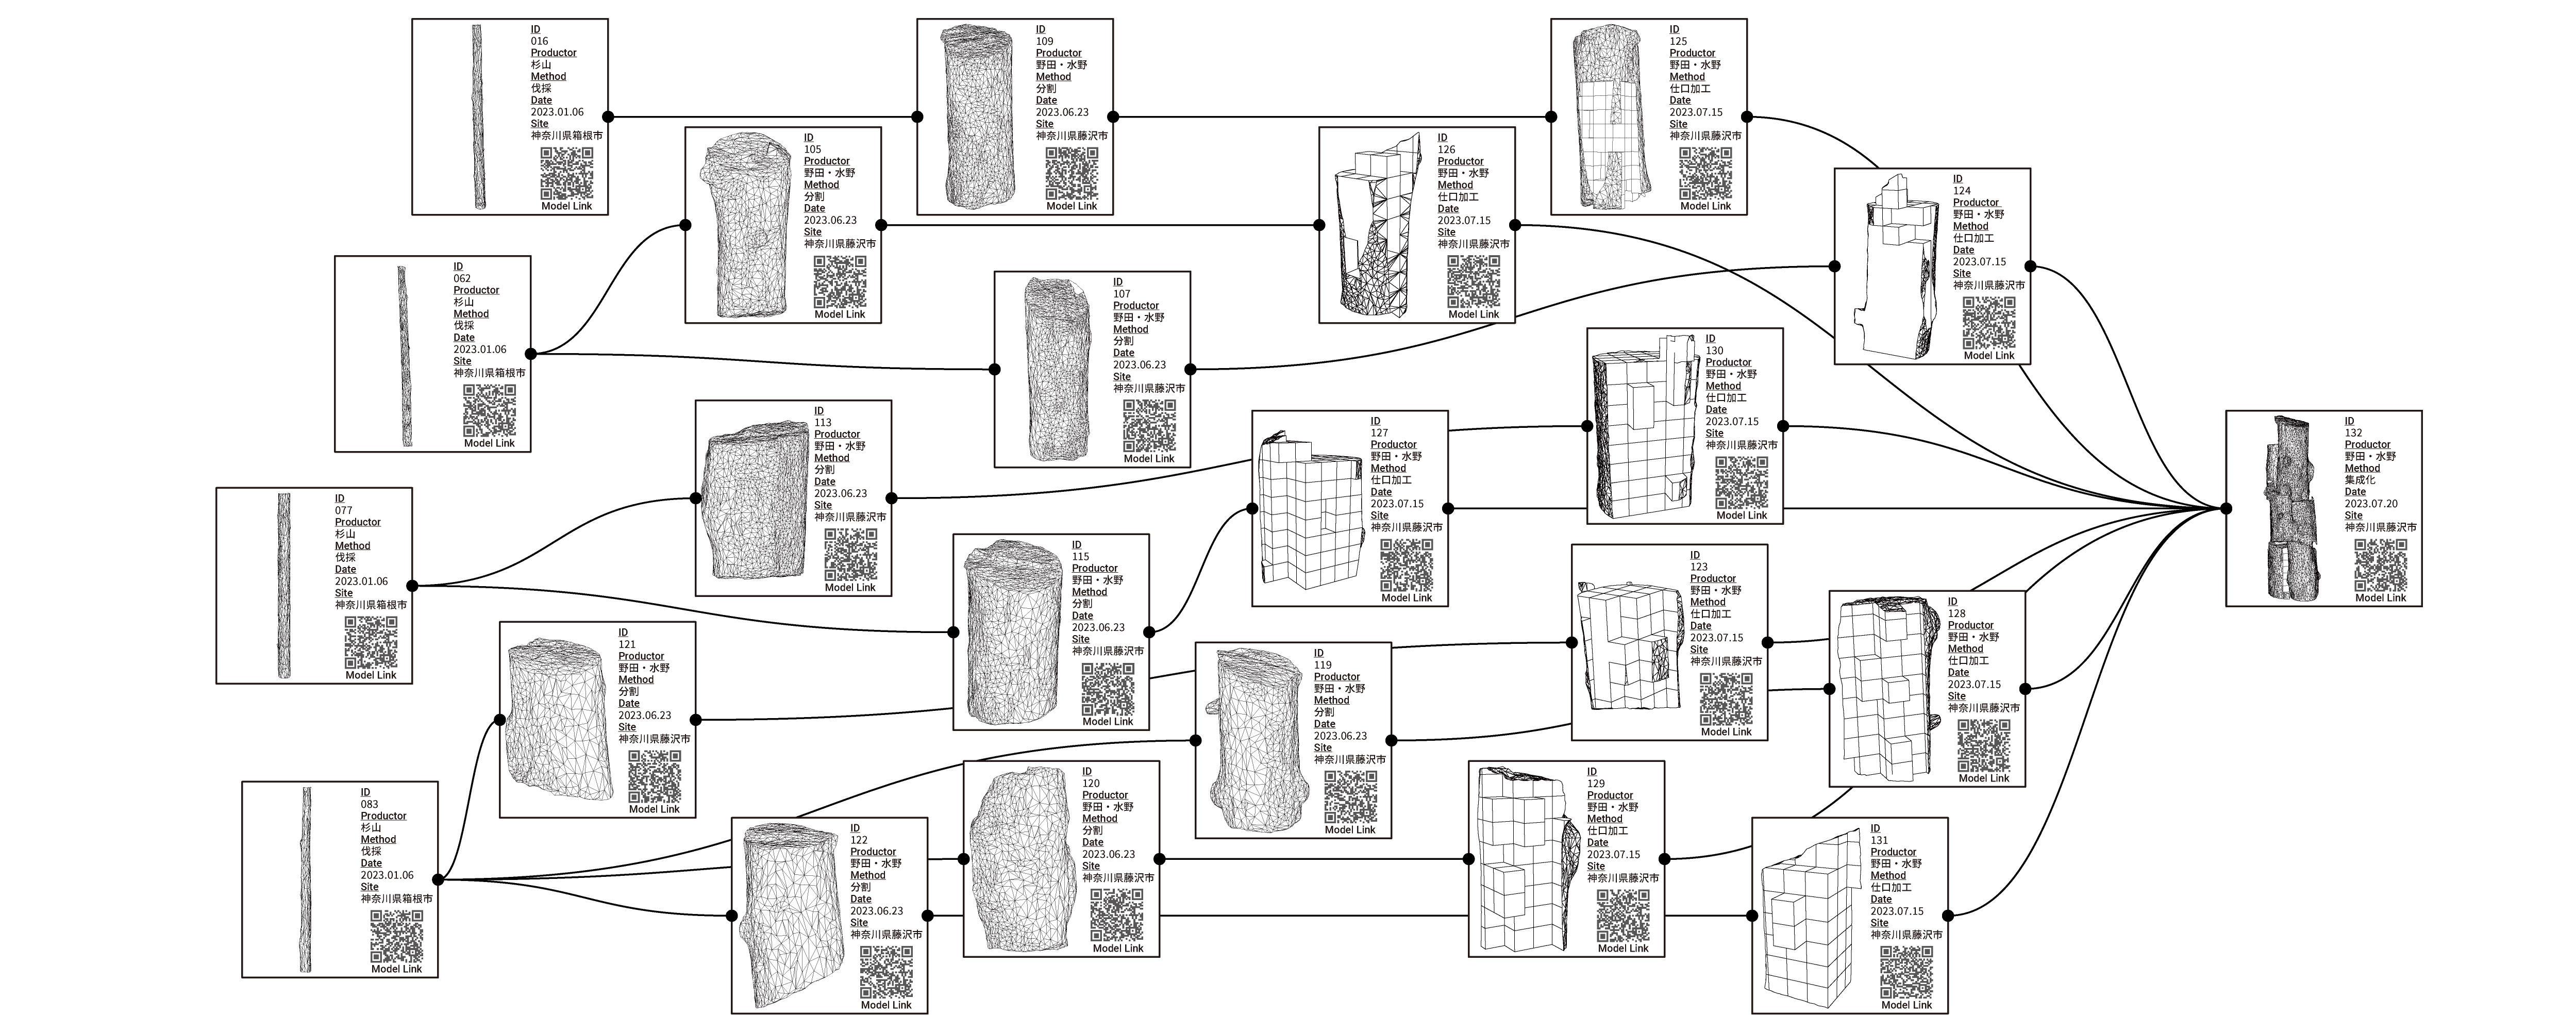 ID
016
Productor
杉山
Method
伐採
Date
2023.01.06
Site
神奈川県箱根市
Model Link
ID
109
Productor
野田・水野
Method
分割
Date
2023.06.23
Site
神奈川県藤沢市
Model Link
ID
125
Productor
野田・水野
Method
仕口加工
Date
2023.07.15
Site
神奈川県藤沢市
Model Link
ID
105
Productor
野田・水野
Method
分割
Date
2023.06.23
Site
神奈川県藤沢市
Model Link
ID
126
Productor
野田・水野
Method
仕口加工
Date
2023.07.15
Site
神奈川県藤沢市
Model Link
ID
124
Productor
野田・水野
Method
仕口加工
Date
2023.07.15
Site
神奈川県藤沢市
Model Link
ID
062
Productor
杉山
Method
伐採
Date
2023.01.06
Site
神奈川県箱根市
Model Link
ID
107
Productor
野田・水野
Method
分割
Date
2023.06.23
Site
神奈川県藤沢市
Model Link
ID
130
Productor
野田・水野
Method
仕口加工
Date
2023.07.15
Site
神奈川県藤沢市
Model Link
ID
113
Productor
野田・水野
Method
分割
Date
2023.06.23
Site
神奈川県藤沢市
Model Link
ID
127
Productor
野田・水野
Method
仕口加工
Date
2023.07.15
Site
神奈川県藤沢市
Model Link
ID
132
Productor
野田・水野
Method
集成化
Date
2023.07.20
Site
神奈川県藤沢市
Model Link
ID
077
Productor
杉山
Method
伐採
Date
2023.01.06
Site
神奈川県箱根市
Model Link
ID
115
Productor
野田・水野
Method
分割
Date
2023.06.23
Site
神奈川県藤沢市
Model Link
ID
123
Productor
野田・水野
Method
仕口加工
Date
2023.07.15
Site
神奈川県藤沢市
Model Link
ID
128
Productor
野田・水野
Method
仕口加工
Date
2023.07.15
Site
神奈川県藤沢市
Model Link
ID
121
Productor
野田・水野
Method
分割
Date
2023.06.23
Site
神奈川県藤沢市
Model Link
ID
119
Productor
野田・水野
Method
分割
Date
2023.06.23
Site
神奈川県藤沢市
Model Link
ID
083
Productor
杉山
Method
伐採
Date
2023.01.06
Site
神奈川県箱根市
Model Link
ID
120
Productor
野田・水野
Method
分割
Date
2023.06.23
Site
神奈川県藤沢市
Model Link
ID
129
Productor
野田・水野
Method
仕口加工
Date
2023.07.15
Site
神奈川県藤沢市
Model Link
ID
122
Productor
野田・水野
Method
分割
Date
2023.06.23
Site
神奈川県藤沢市
Model Link
ID
131
Productor
野田・水野
Method
仕口加工
Date
2023.07.15
Site
神奈川県藤沢市
Model Link